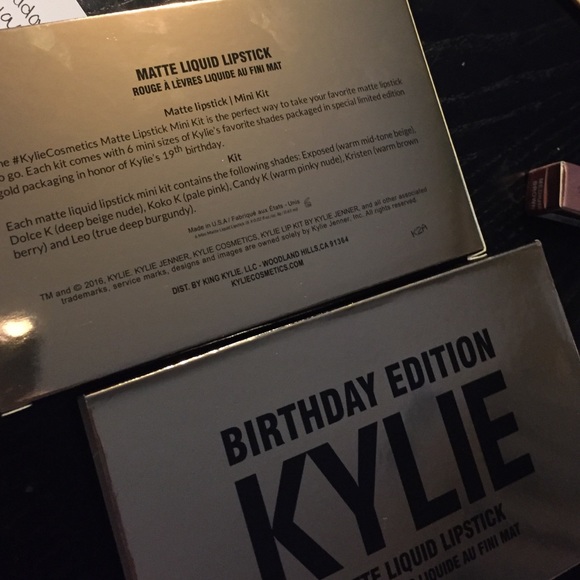 MATTE LIQUID LIPSTICK
ROUGE À LÈVRES LIQUIDE AU FINI MAT
Matte lipstick | Mini Kit
#KylieCosmetics Matte Lipstick Mini Kit is the perfect way to take your favorite matte lipstick
go. Each kit comes with 6 mini sizes of Kylie's favorite shades packaged in special limited edition
gold packaging in honor of Kylie's 19th birthday.
Kit
Each matte liquid lipstick mini kit contains the following shades: Exposed (warm mid-tone beige),
Dolce K (deep beige nude), Koko K (pale pink), Candy K (warm pinky nude), Kristen (warm brown
berry) and Leo (true deep burgundy).
Made in U.S.A / Fabriqué aux États - Unis
TM and © 2016, KYLIE, KYLIE JENNER, KYLIE COSMETICS, KYLIE LIP KIT BY KYLIE JENNER, and all other associated
trademarks, service marks, designs and images are owned solely by Kylie Jenner, Inc. All rights reserved.
DIST. BY KING KYLIE, LLC - WOODLAND HILLS, CA 91364
KYLIECOSMETICS.COM
BIRTHDAY EDITION
KYLIE
LIQUID LIPSTICK
LIQUIDE AU FINI MAT